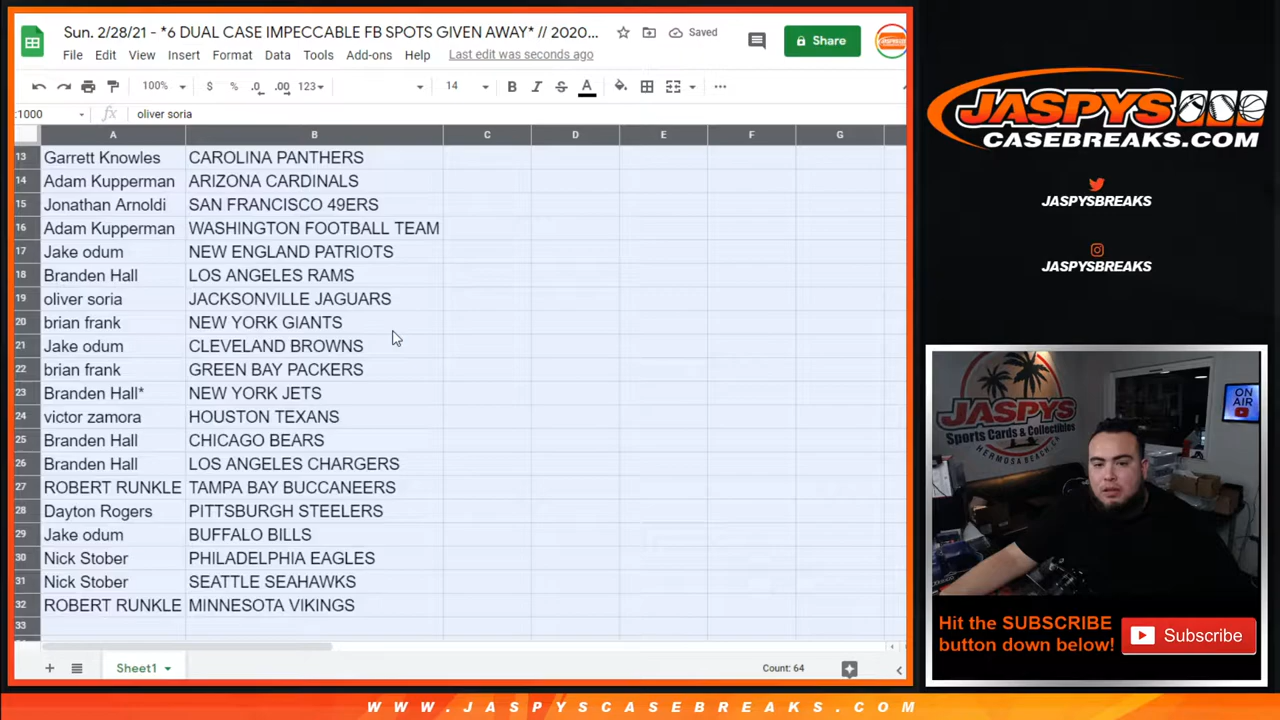 Sun. 2/28/21 - *6 DUAL CASE IMPECCABLE FB SPOTS GIVEN AWAY* // 2020...
Saved
Share
File Edit View Insert Format Data Tools Add-ons Help Last edit was seconds ago
100% $ % .0 .00 123 14 B I S A
:1000 fx oliver soria
A B C D E F G
13 Garrett Knowles CAROLINA PANTHERS
14 Adam Kupperman ARIZONA CARDINALS
15 Jonathan Arnoldi SAN FRANCISCO 49ERS
16 Adam Kupperman WASHINGTON FOOTBALL TEAM
17 Jake odum NEW ENGLAND PATRIOTS
18 Branden Hall LOS ANGELES RAMS
19 oliver soria JACKSONVILLE JAGUARS
20 brian frank NEW YORK GIANTS
21 Jake odum CLEVELAND BROWNS
22 brian frank GREEN BAY PACKERS
23 Branden Hall* NEW YORK JETS
24 victor zamora HOUSTON TEXANS
25 Branden Hall CHICAGO BEARS
26 Branden Hall LOS ANGELES CHARGERS
27 ROBERT RUNKLE TAMPA BAY BUCCANEERS
28 Dayton Rogers PITTSBURGH STEELERS
29 Jake odum BUFFALO BILLS
30 Nick Stober PHILADELPHIA EAGLES
31 Nick Stober SEATTLE SEAHAWKS
32 ROBERT RUNKLE MINNESOTA VIKINGS
33
Sheet1
Count: 64
JASPYS
CASEBREAKS.COM
JASPYSBREAKS
JASPYSBREAKS
JASPYS
Sports Cards & Collectibles
HERMOSA BEACH
ON AIR
Hit the SUBSCRIBE
button down below!
Subscribe
WWW.JASPYSCASEBREAKS.COM